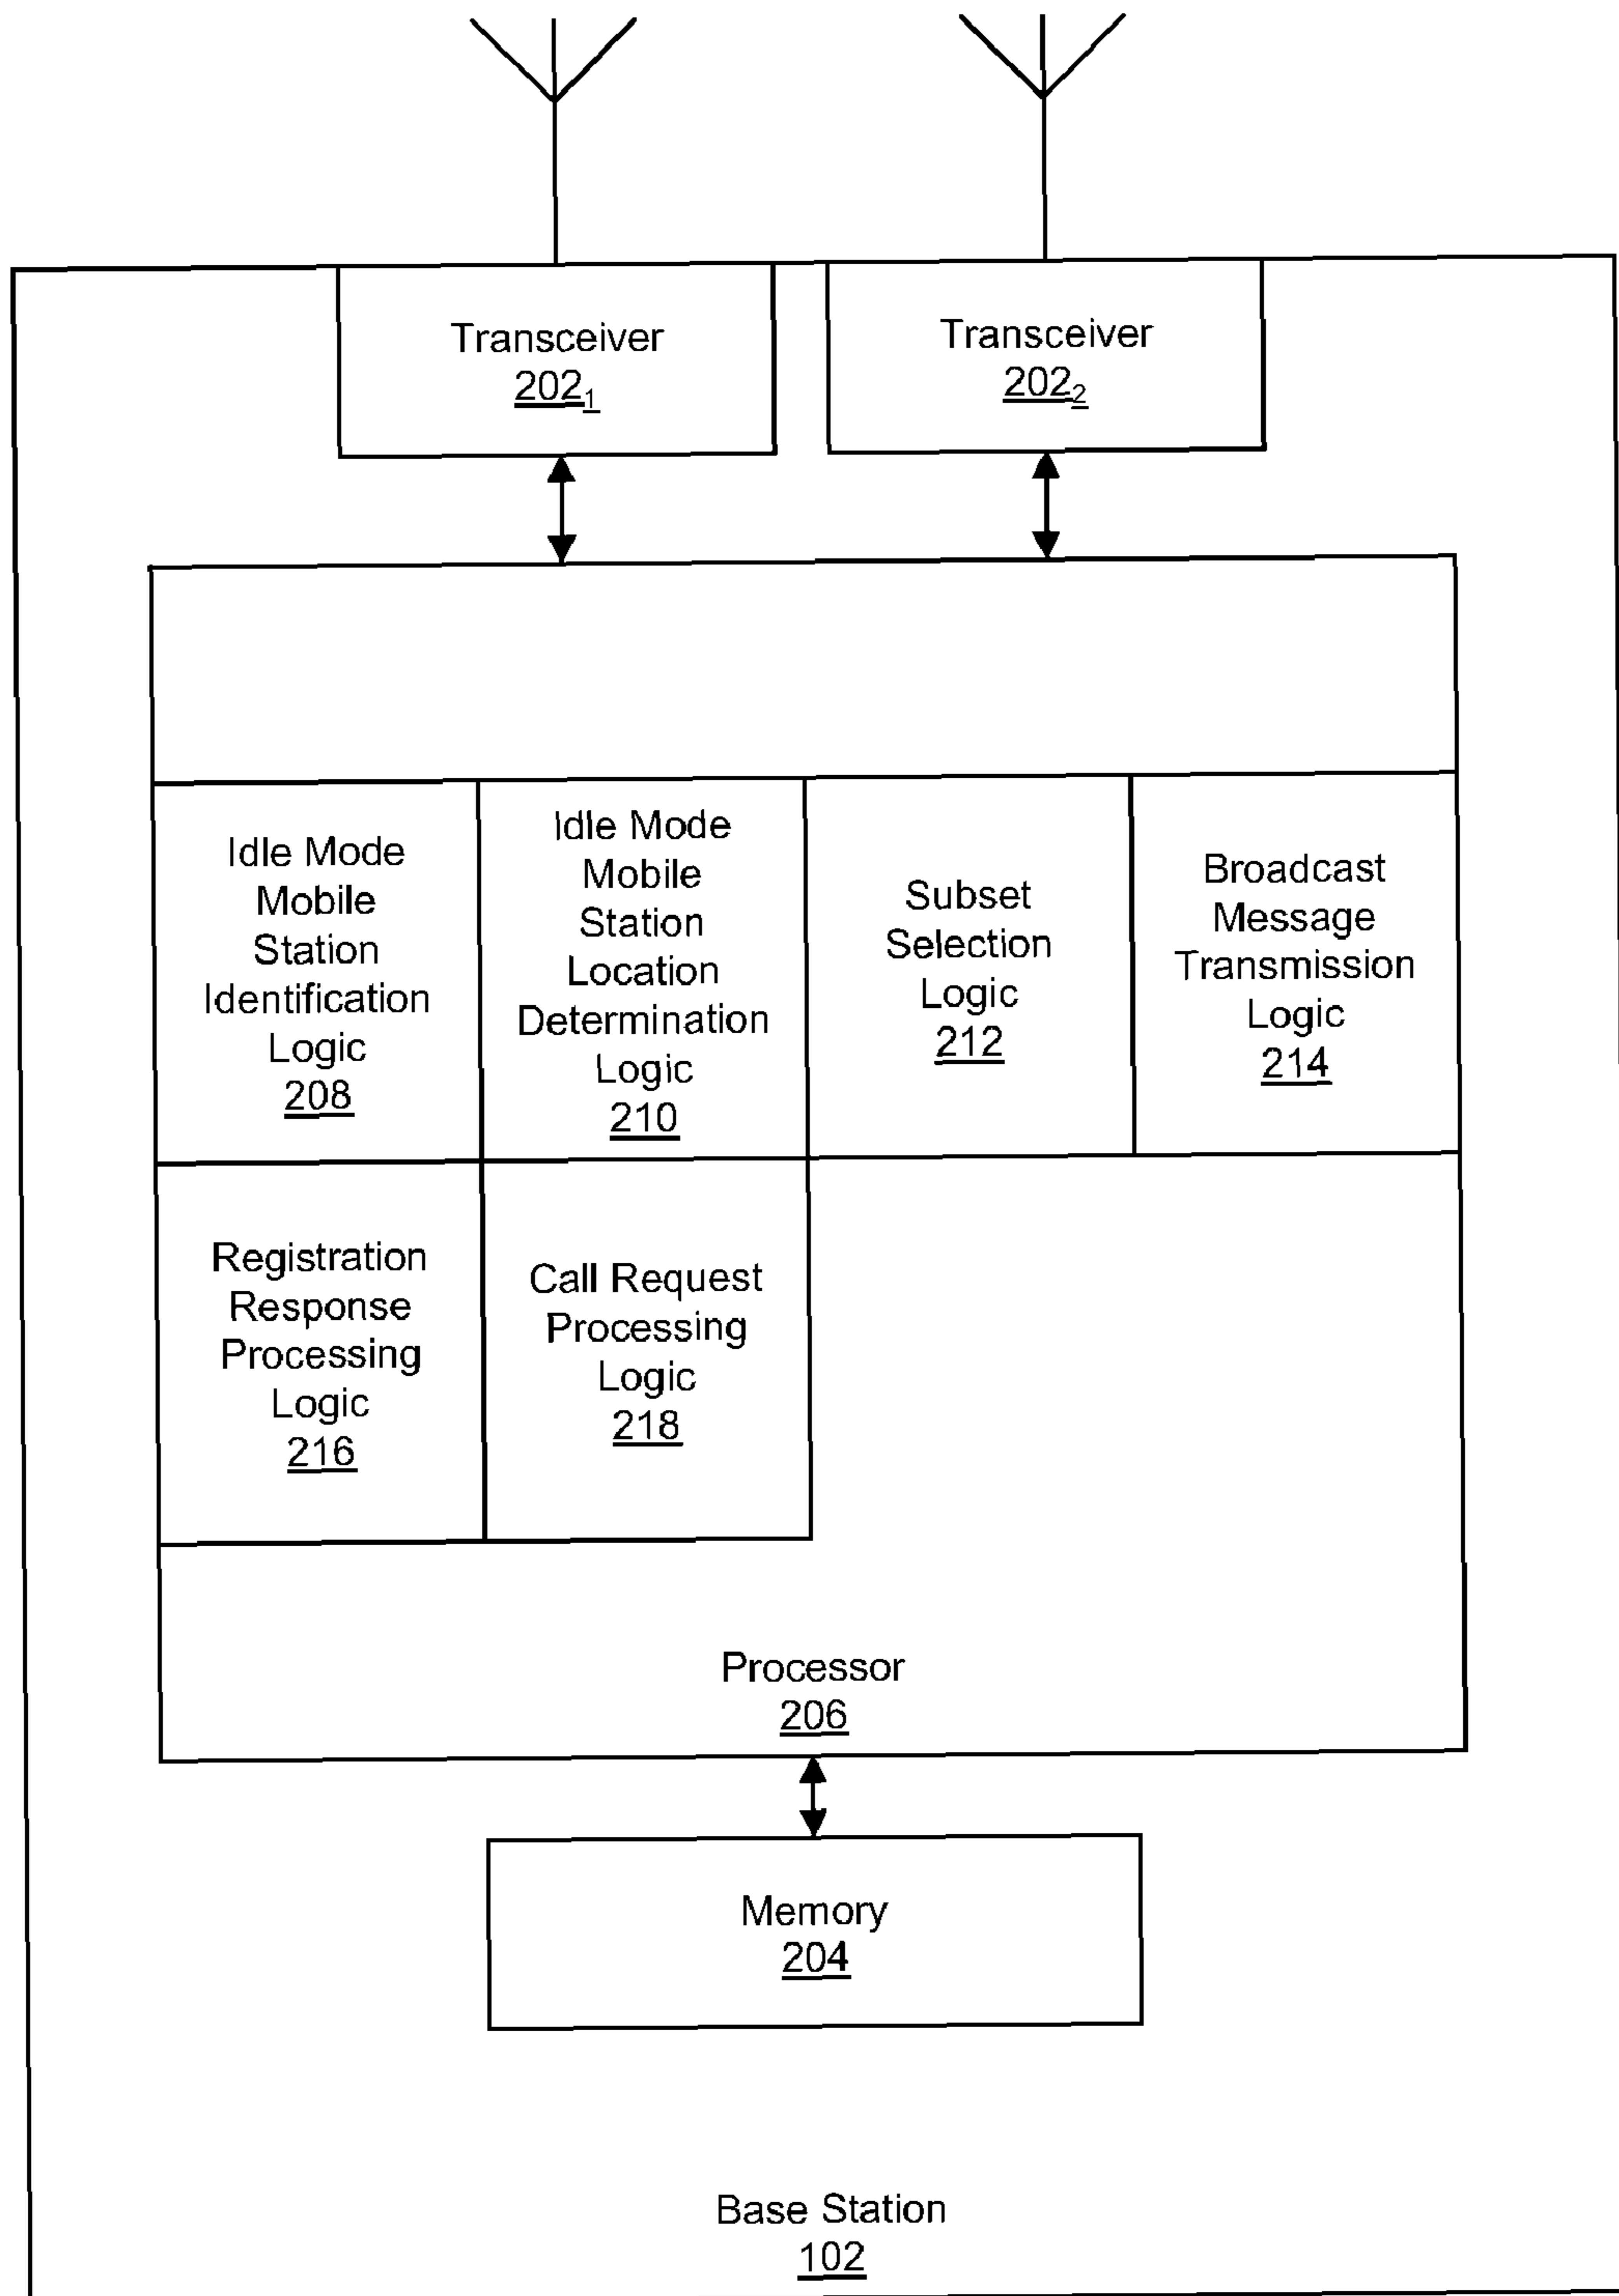 Transceiver
202₁
Transceiver
202₂
Idle Mode
Mobile
Station
Identification
Logic
208
Idle Mode
Mobile
Station
Location
Determination
Logic
210
Subset
Selection
Logic
212
Broadcast
Message
Transmission
Logic
214
Registration
Response
Processing
Logic
216
Call Request
Processing
Logic
218
Processor
206
Memory
204
Base Station
102